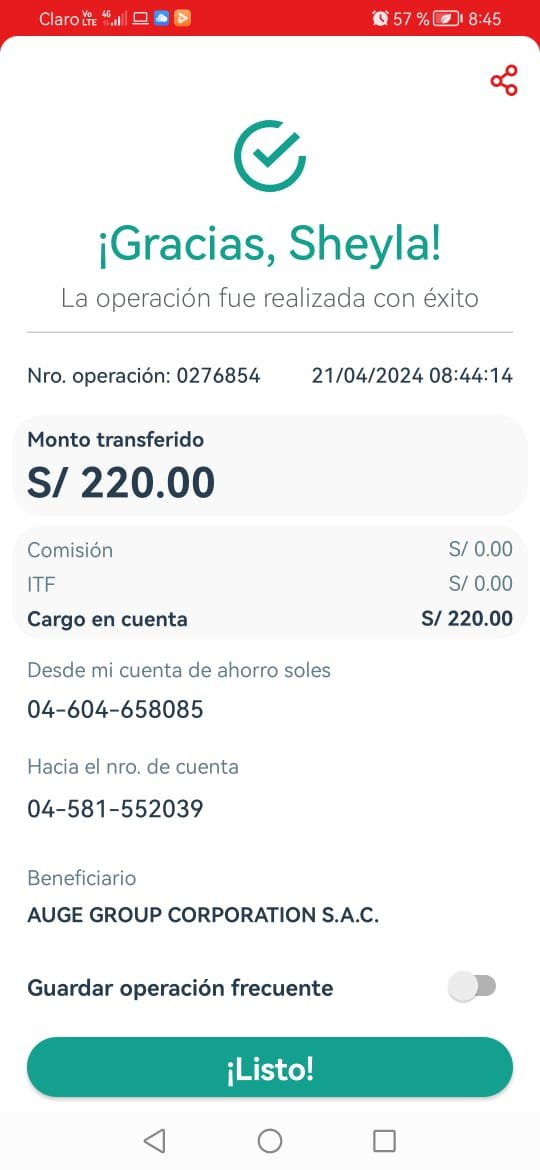 Claro Vo LTE 4G 57 % 8:45
¡Gracias, Sheyla!
La operación fue realizada con éxito
Nro. operación: 0276854 21/04/2024 08:44:14
Monto transferido
S/ 220.00
Comisión S/ 0.00
ITF S/ 0.00
Cargo en cuenta S/ 220.00
Desde mi cuenta de ahorro soles
04-604-658085
Hacia el nro. de cuenta
04-581-552039
Beneficiario
AUGE GROUP CORPORATION S.A.C.
Guardar operación frecuente
¡Listo!